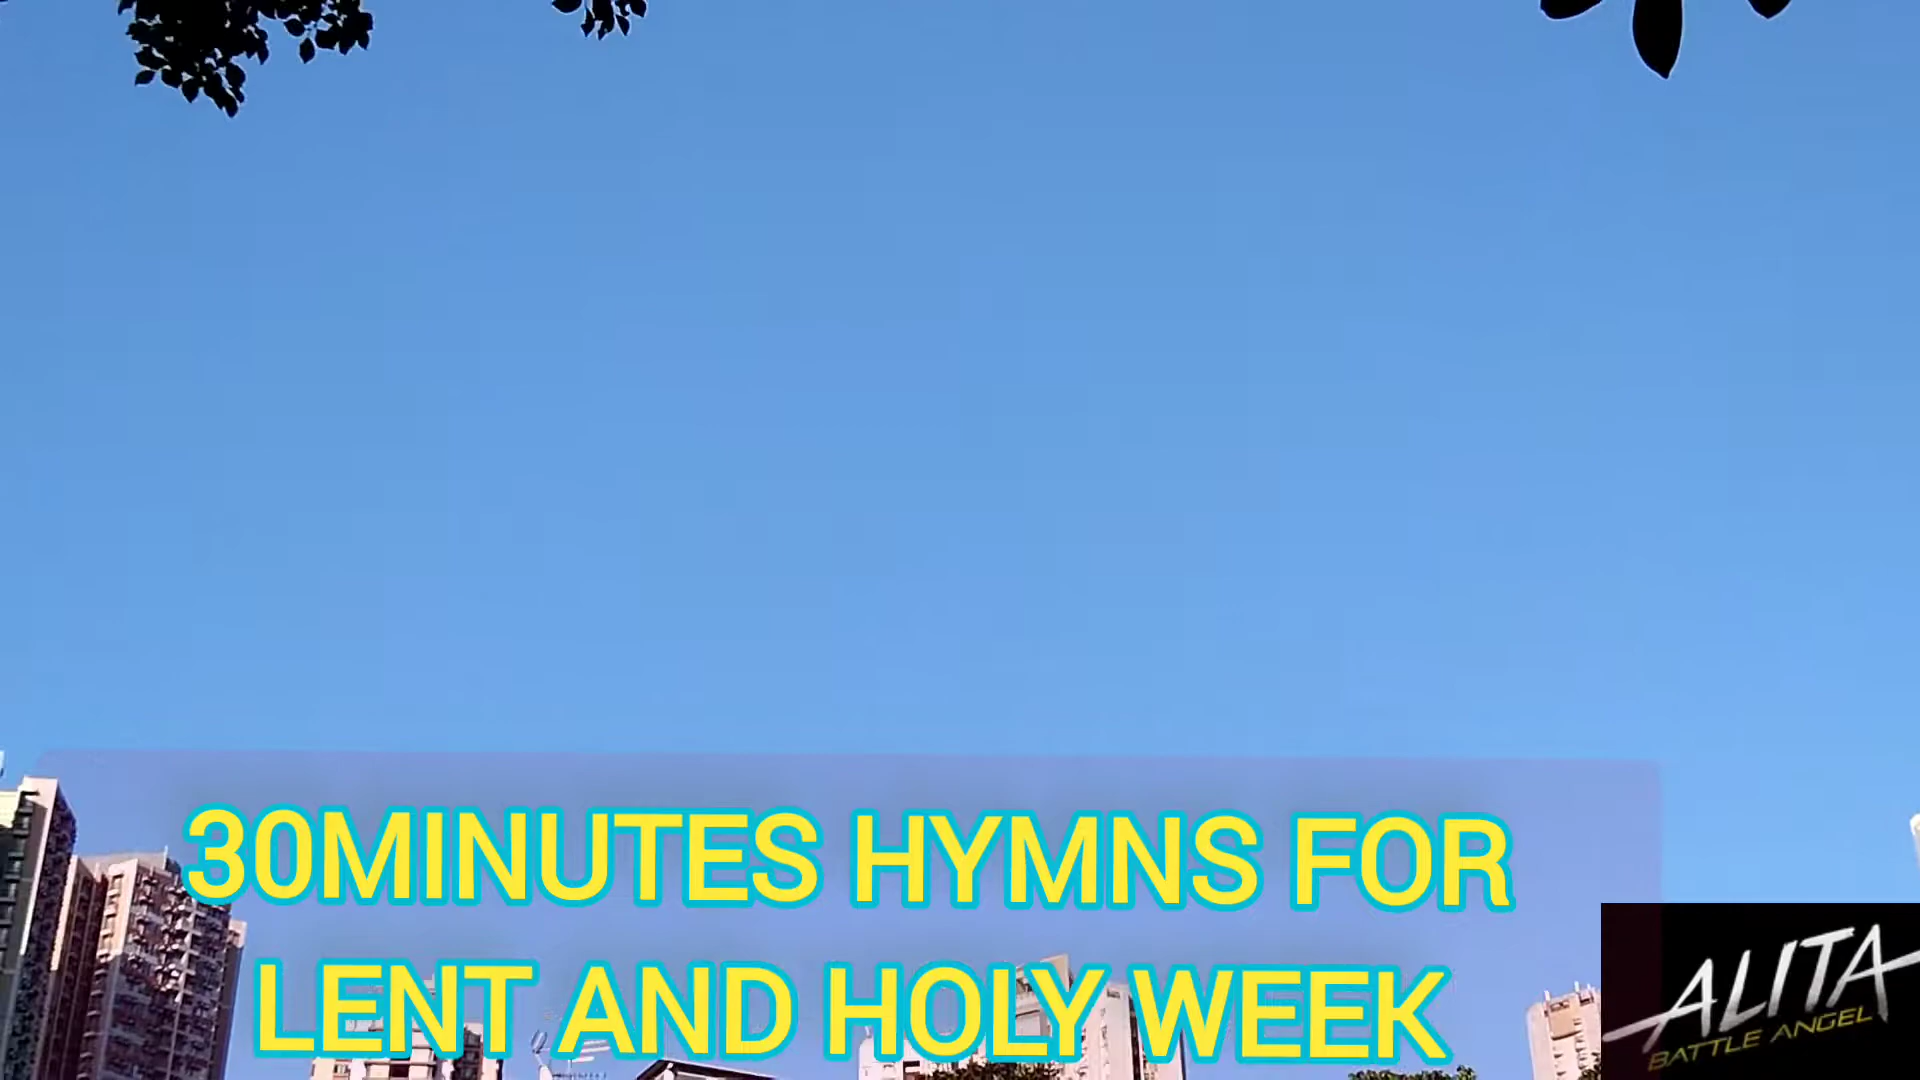 30MINUTES HYMNS FOR
LENT AND HOLY WEEK
ALITA
BATTLE ANGEL